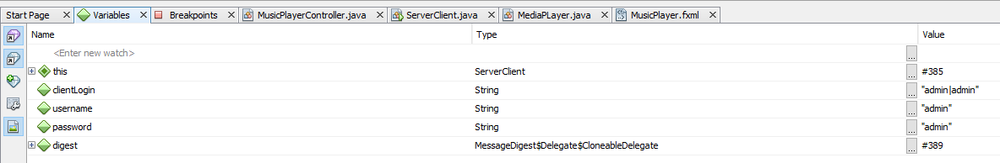 Start Page Variables Breakpoints MusicPlayerController.java ServerClient.java MediaPLayer.java MusicPlayer.fxml
Name Type Value
<Enter new watch> ...
this ServerClient ... #385
clientLogin String ... "admin|admin"
username String ... "admin"
password String ... "admin"
digest MessageDigest$Delegate$CloneableDelegate ... #389